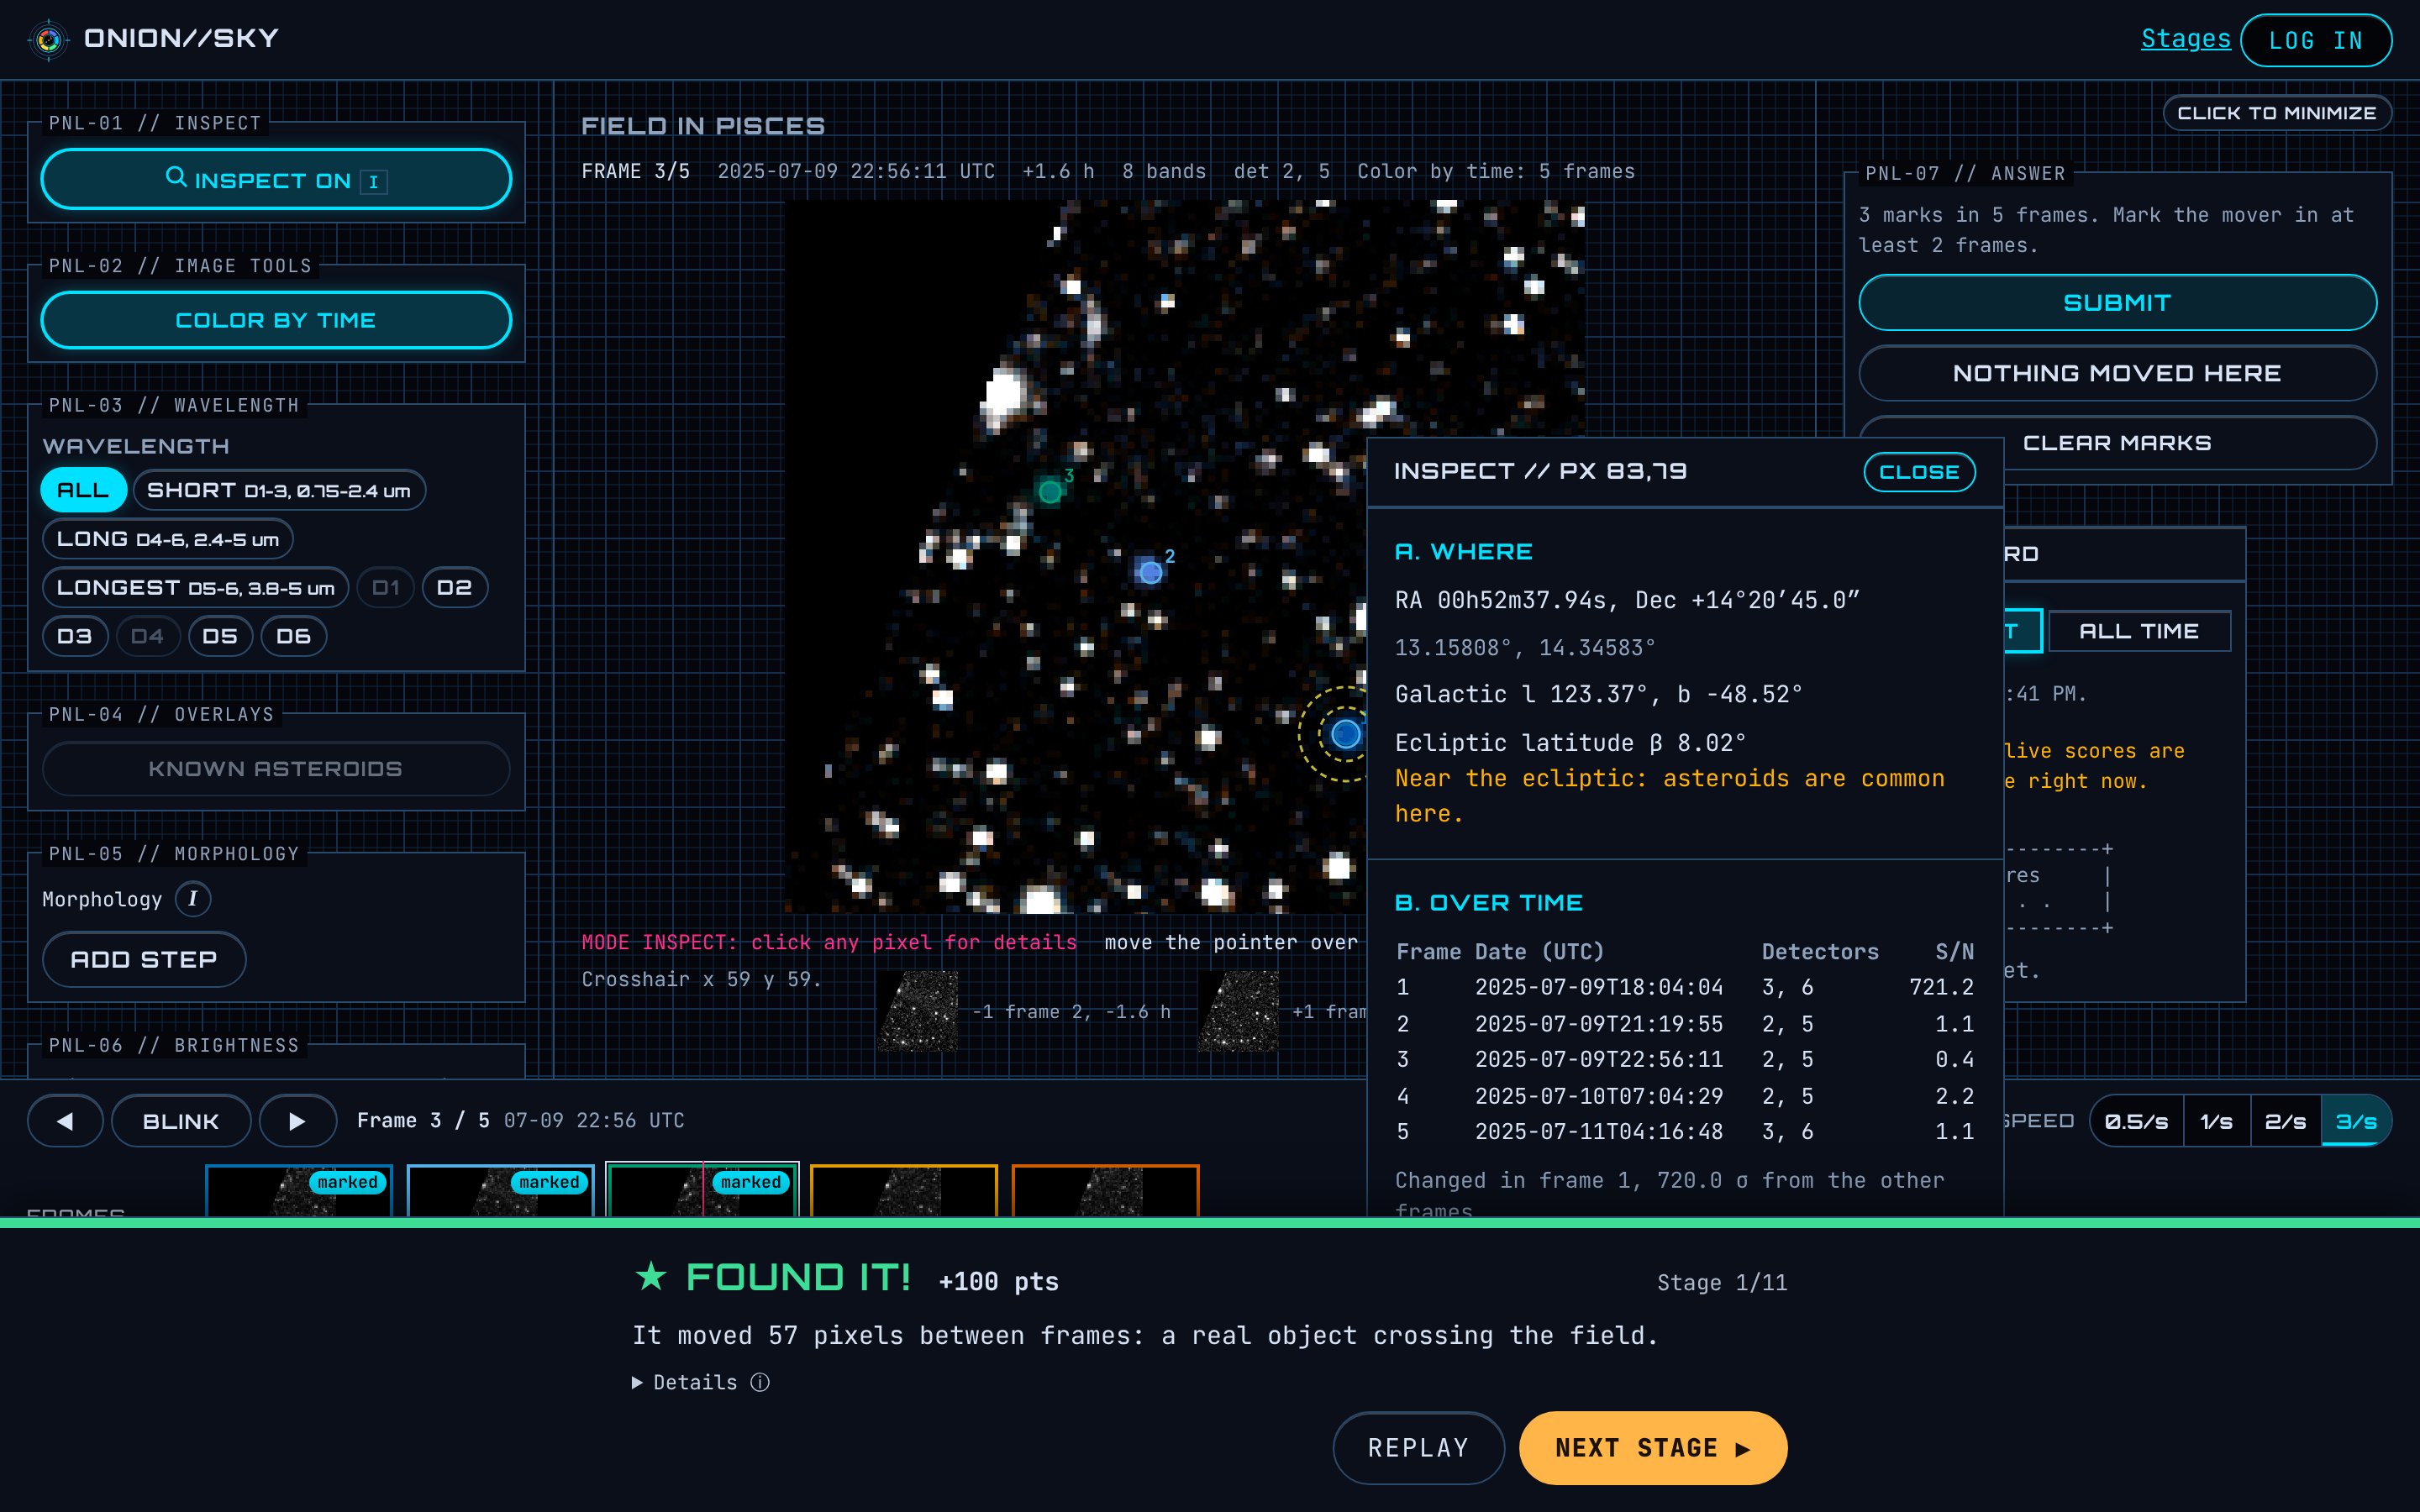 ONION//SKY
Stages
LOG IN
PNL-01 // INSPECT
INSPECT ON I
PNL-02 // IMAGE TOOLS
COLOR BY TIME
PNL-03 // WAVELENGTH
WAVELENGTH
ALL
SHORT D1-3, 0.75-2.4 um
LONG D4-6, 2.4-5 um
LONGEST D5-6, 3.8-5 um
D1
D2
D3
D4
D5
D6
PNL-04 // OVERLAYS
KNOWN ASTEROIDS
PNL-05 // MORPHOLOGY
Morphology I
ADD STEP
PNL-06 // BRIGHTNESS
FIELD IN PISCES
FRAME 3/5 2025-07-09 22:56:11 UTC +1.6 h 8 bands det 2, 5 Color by time: 5 frames
3
2
MODE INSPECT: click any pixel for details move the pointer over
Crosshair x 59 y 59.
-1 frame 2, -1.6 h
+1 fram
CLICK TO MINIMIZE
PNL-07 // ANSWER
3 marks in 5 frames. Mark the mover in at
least 2 frames.
SUBMIT
NOTHING MOVED HERE
CLEAR MARKS
RD
T
ALL TIME
:41 PM.
live scores are
e right now.
--------+
res |
. . |
--------+
et.
INSPECT // PX 83,79
CLOSE
A. WHERE
RA 00h52m37.94s, Dec +14°20′45.0″
13.15808°, 14.34583°
Galactic l 123.37°, b -48.52°
Ecliptic latitude β 8.02°
Near the ecliptic: asteroids are common
here.
B. OVER TIME
Frame Date (UTC) Detectors S/N
1 2025-07-09T18:04:04 3, 6 721.2
2 2025-07-09T21:19:55 2, 5 1.1
3 2025-07-09T22:56:11 2, 5 0.4
4 2025-07-10T07:04:29 2, 5 2.2
5 2025-07-11T04:16:48 3, 6 1.1
Changed in frame 1, 720.0 σ from the other
frames
◀ BLINK ▶ Frame 3 / 5 07-09 22:56 UTC
SPEED 0.5/s 1/s 2/s 3/s
FRAMES
marked
marked
marked
★ FOUND IT! +100 pts
Stage 1/11
It moved 57 pixels between frames: a real object crossing the field.
▶ Details ⓘ
REPLAY
NEXT STAGE ▶